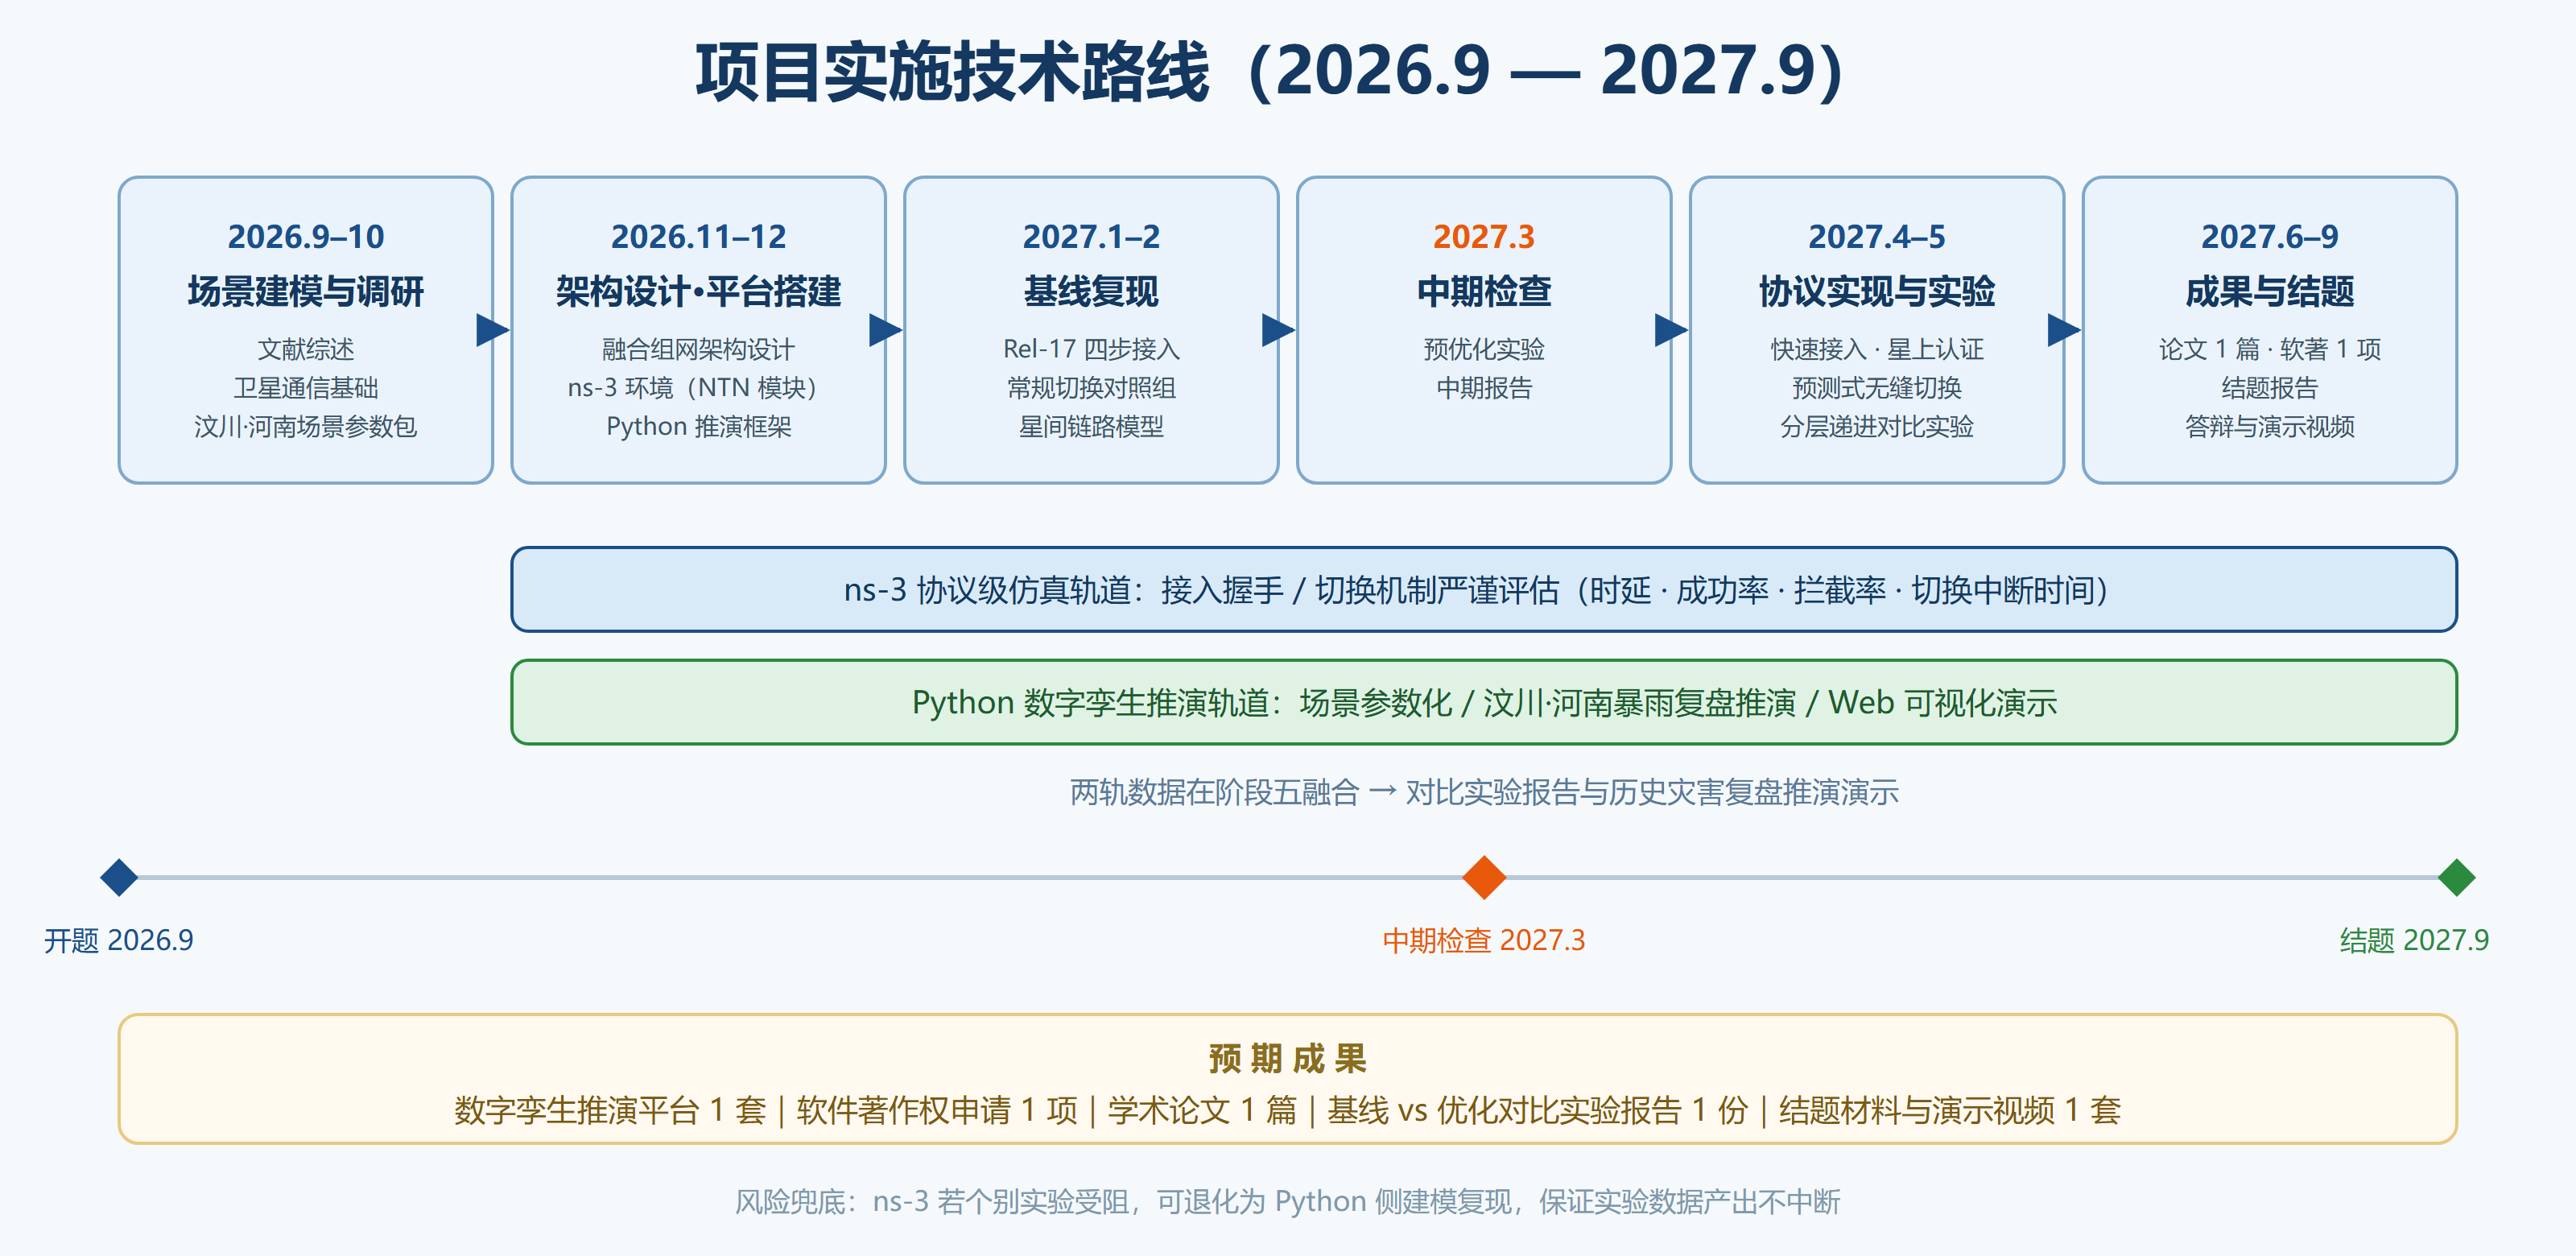 项目实施技术路线（2026.9 — 2027.9）
2026.9–10
场景建模与调研
文献综述
卫星通信基础
汶川·河南场景参数包
2026.11–12
架构设计·平台搭建
融合组网架构设计
ns-3 环境（NTN 模块）
Python 推演框架
2027.1–2
基线复现
Rel-17 四步接入
常规切换对照组
星间链路模型
2027.3
中期检查
预优化实验
中期报告
2027.4–5
协议实现与实验
快速接入 · 星上认证
预测式无缝切换
分层递进对比实验
2027.6–9
成果与结题
论文 1 篇 · 软著 1 项
结题报告
答辩与演示视频
ns-3 协议级仿真轨道：接入握手 / 切换机制严谨评估（时延 · 成功率 · 拦截率 · 切换中断时间）
Python 数字孪生推演轨道：场景参数化 / 汶川·河南暴雨复盘推演 / Web 可视化演示
两轨数据在阶段五融合 → 对比实验报告与历史灾害复盘推演演示
开题 2026.9
中期检查 2027.3
结题 2027.9
预 期 成 果
数字孪生推演平台 1 套｜软件著作权申请 1 项｜学术论文 1 篇｜基线 vs 优化对比实验报告 1 份｜结题材料与演示视频 1 套
风险兜底：ns-3 若个别实验受阻，可退化为 Python 侧建模复现，保证实验数据产出不中断